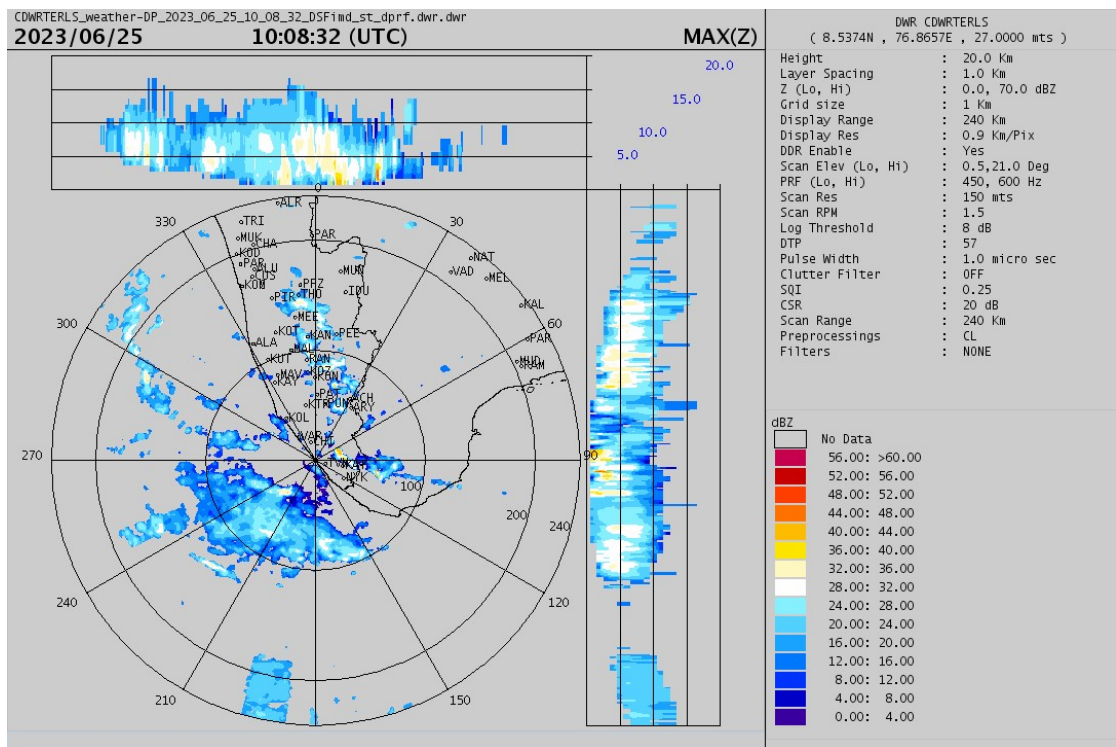 CDWRTERLS_weather-DP_2023_06_25_10_08_32_DSFimd_st_dprf.dwr.dwr
2023/06/25 10:08:32 (UTC) MAX(Z)
20.0
15.0
10.0
5.0
0
30
60
90
120
150
210
240
270
300
330
100
200
240
ALR
TRI
PAR
MUK
CHA
KOD
PAR
COS
KOM
NAT
VAD
MEL
MUN
PPZ
PIR
THO
IDU
KAL
MEE
KOT
KAN
PEE
ALA
MAL
PAR
KUT
RAN
MUD
RAM
MAV
KAY
KOZ
KON
PAT
ACH
KTR
PUN
ARY
KOL
VAR
NYK
DWR CDWRTERLS
( 8.5374N , 76.8657E , 27.0000 mts )
Height : 20.0 Km
Layer Spacing : 1.0 Km
Z (Lo, Hi) : 0.0, 70.0 dBZ
Grid size : 1 Km
Display Range : 240 Km
Display Res : 0.9 Km/Pix
DDR Enable : Yes
Scan Elev (Lo, Hi) : 0.5,21.0 Deg
PRF (Lo, Hi) : 450, 600 Hz
Scan Res : 150 mts
Scan RPM : 1.5
Log Threshold : 8 dB
DTP : 57
Pulse Width : 1.0 micro sec
Clutter Filter : OFF
SQI : 0.25
CSR : 20 dB
Scan Range : 240 Km
Preprocessings : CL
Filters : NONE
dBZ
No Data
56.00: >60.00
52.00: 56.00
48.00: 52.00
44.00: 48.00
40.00: 44.00
36.00: 40.00
32.00: 36.00
28.00: 32.00
24.00: 28.00
20.00: 24.00
16.00: 20.00
12.00: 16.00
8.00: 12.00
4.00: 8.00
0.00: 4.00